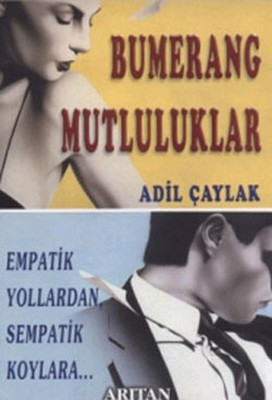 BUMERANG
MUTLULUKLAR
ADİL ÇAYLAK
EMPATİK
YOLLARDAN
SEMPATİK
KOYLARA...
ARITAN